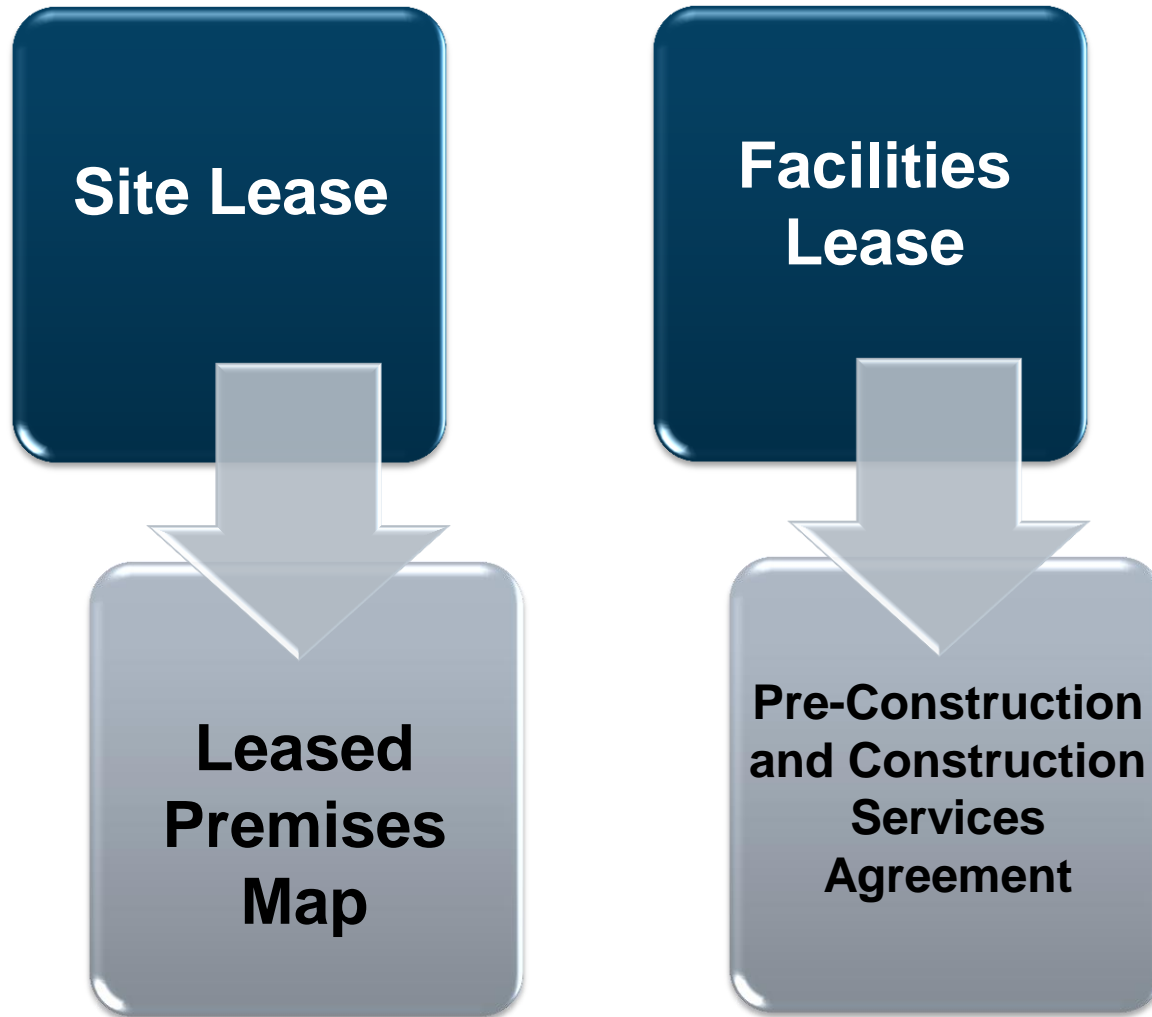 Site Lease
Facilities
Lease
Leased
Premises
Map
Pre-Construction
and Construction
Services
Agreement